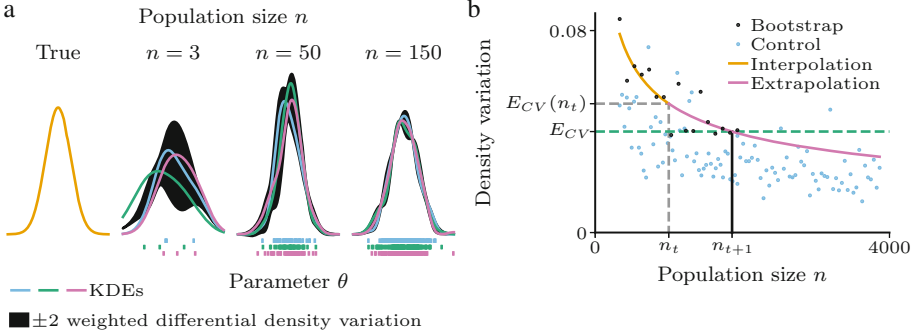 a
Population size n
True
n = 3
n = 50
n = 150
Parameter θ
KDEs
±2 weighted differential density variation
b
Density variation
0.08
E_CV(n_t)
E_CV
0
0
n_t
n_{t+1}
4000
Population size n
Bootstrap
Control
Interpolation
Extrapolation